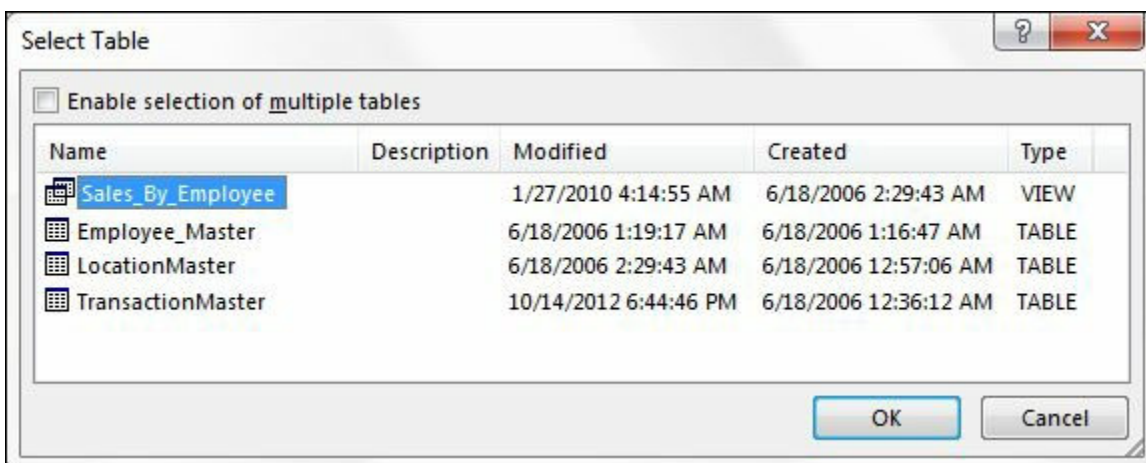 Select Table
?
Enable selection of multiple tables
Name Description Modified Created Type
Sales_By_Employee 1/27/2010 4:14:55 AM 6/18/2006 2:29:43 AM VIEW
Employee_Master 6/18/2006 1:19:17 AM 6/18/2006 1:16:47 AM TABLE
LocationMaster 6/18/2006 2:29:43 AM 6/18/2006 12:57:06 AM TABLE
TransactionMaster 10/14/2012 6:44:46 PM 6/18/2006 12:36:12 AM TABLE
OK Cancel